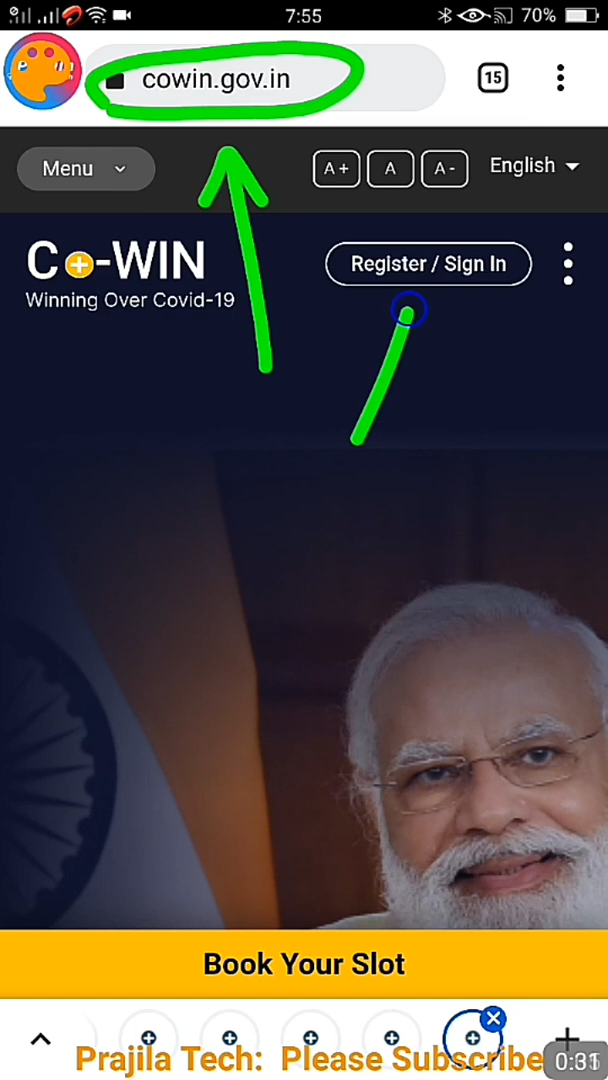 7:55
70%
cowin.gov.in
15
Menu
A+
A
A-
English
Co-WIN
Register / Sign In
Winning Over Covid-19
Book Your Slot
Prajila Tech: Please Subscribe
0:31